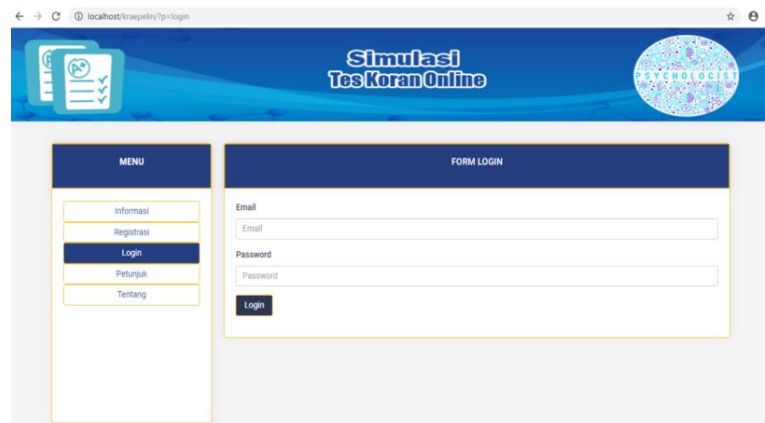 localhost/kraepelin/?p=login
Simulasi
Tes Koran Online
PSYCHOLOGIST
A+
MENU
Informasi
Registrasi
Login
Petunjuk
Tentang
FORM LOGIN
Email
Email
Password
Password
Login